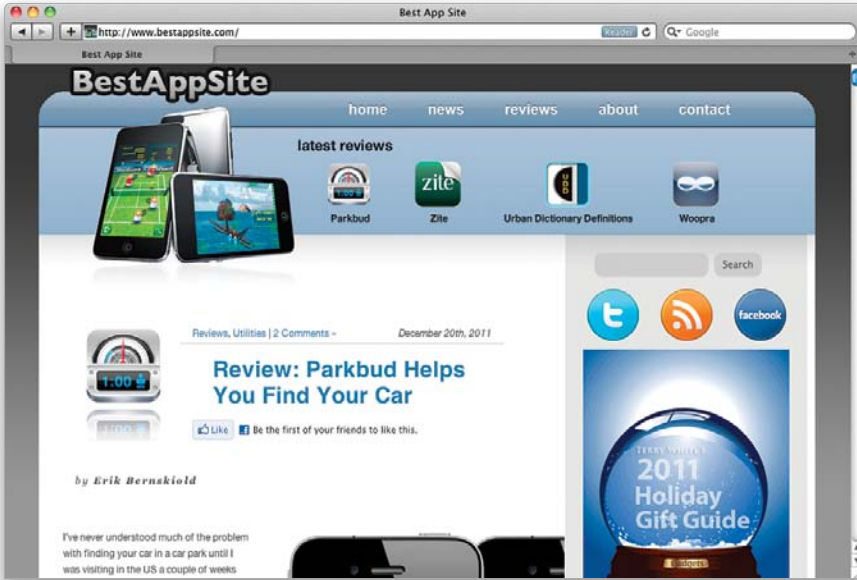 Best App Site
http://www.bestappsite.com/
Reader
Google
Best App Site
BestAppSite
home news reviews about contact
latest reviews
zite
Parkbud Zite Urban Dictionary Definitions Woopra
Search
facebook
Reviews, Utilities | 2 Comments »
December 20th, 2011
1:00
Review: Parkbud Helps
You Find Your Car
Like
Be the first of your friends to like this.
by Erik Bernskiold
I've never understood much of the problem
with finding your car in a car park until I
was visiting in the US a couple of weeks
TERRY WHITE'S
2011
Holiday
Gift Guide
Gadgets